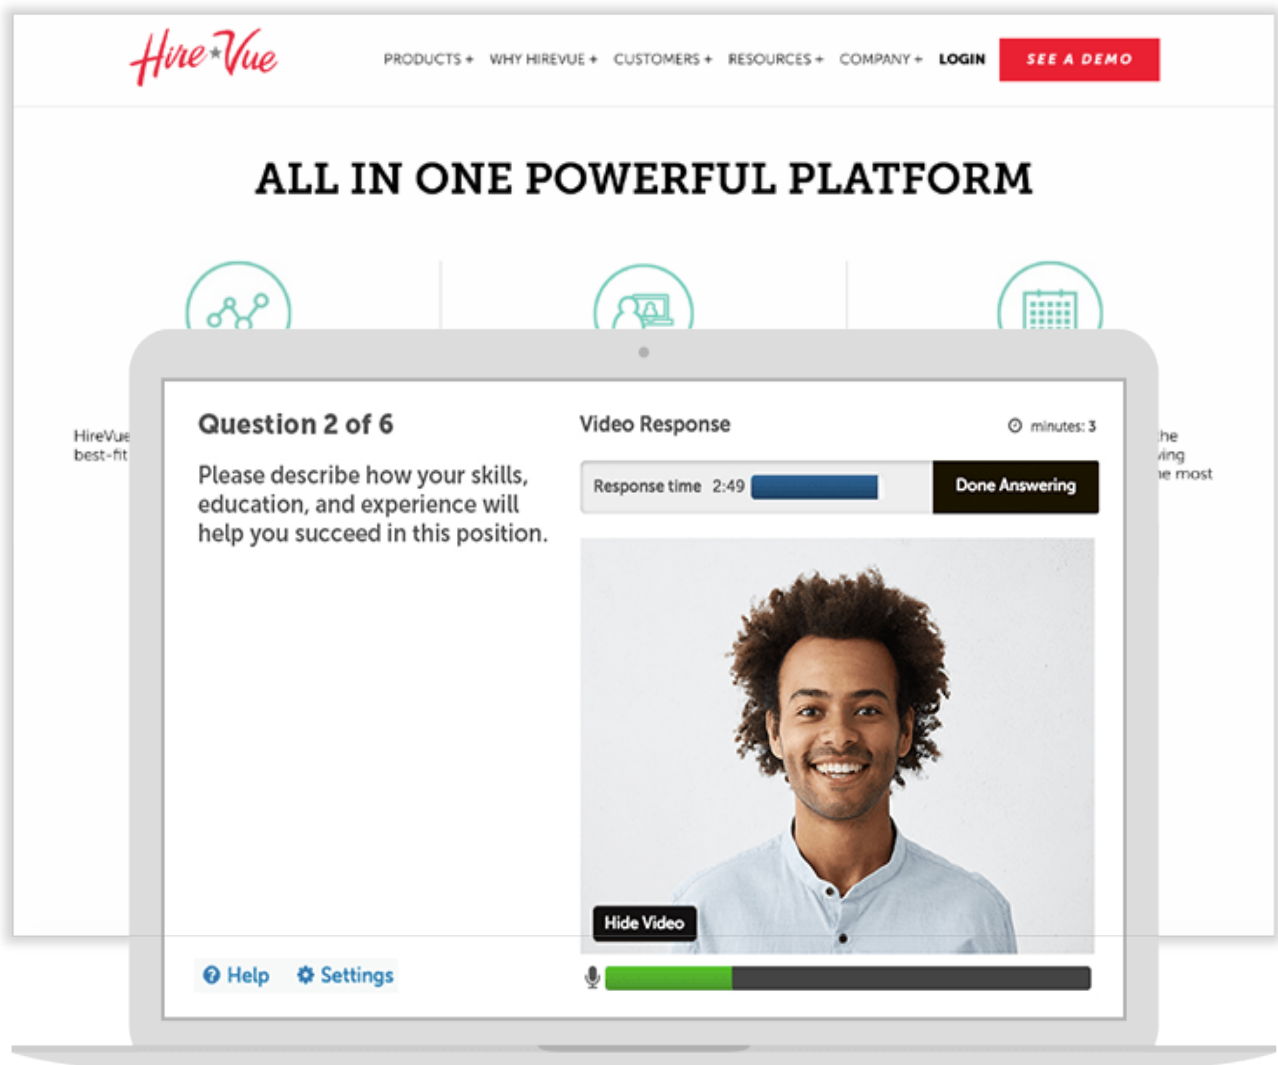 Hire Vue
PRODUCTS + WHY HIREVUE + CUSTOMERS + RESOURCES + COMPANY + LOGIN SEE A DEMO
ALL IN ONE POWERFUL PLATFORM
HireVue
best-fit
the
most
Question 2 of 6
Please describe how your skills,
education, and experience will
help you succeed in this position.
Video Response
minutes: 3
Response time 2:49
Done Answering
Hide Video
Help Settings